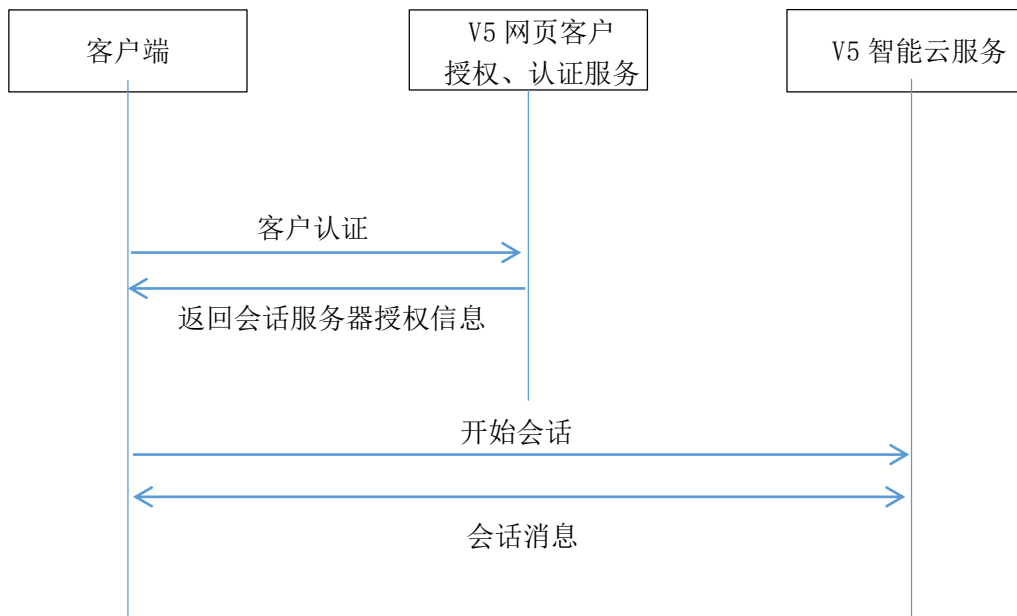 客户端
V5 网页客户
授权、认证服务
V5 智能云服务
客户认证
返回会话服务器授权信息
开始会话
会话消息